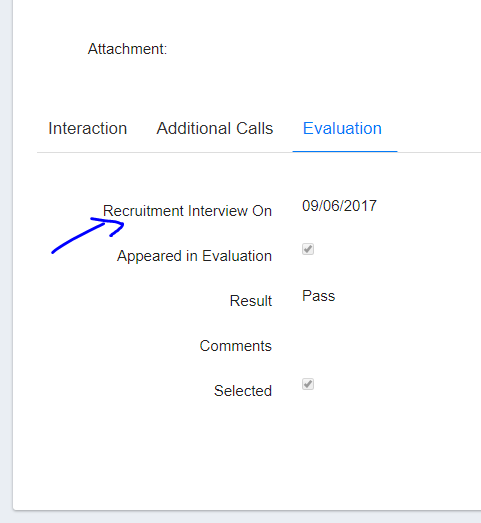 Attachment:
Interaction Additional Calls Evaluation
Recruitment Interview On 09/06/2017
Appeared in Evaluation
Result Pass
Comments
Selected